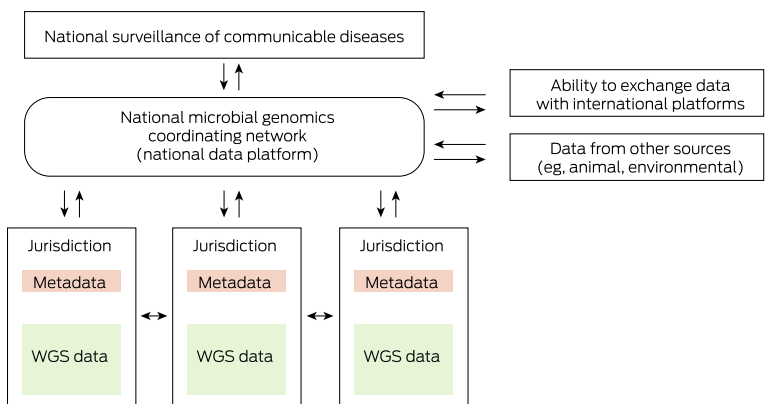 National surveillance of communicable diseases
National microbial genomics
coordinating network
(national data platform)
Ability to exchange data
with international platforms
Data from other sources
(eg, animal, environmental)
Jurisdiction
Metadata
WGS data
Jurisdiction
Metadata
WGS data
Jurisdiction
Metadata
WGS data